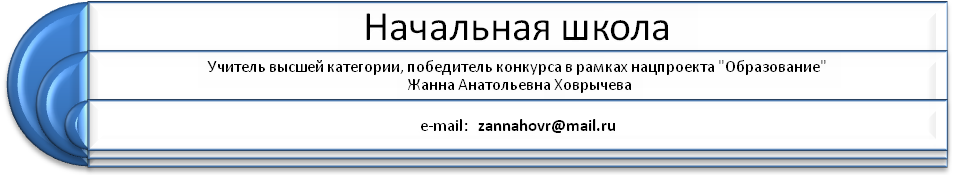 Начальная школа
Учитель высшей категории, победитель конкурса в рамках нацпроекта "Образование"
Жанна Анатольевна Ховрычева
e-mail: zannahovr@mail.ru